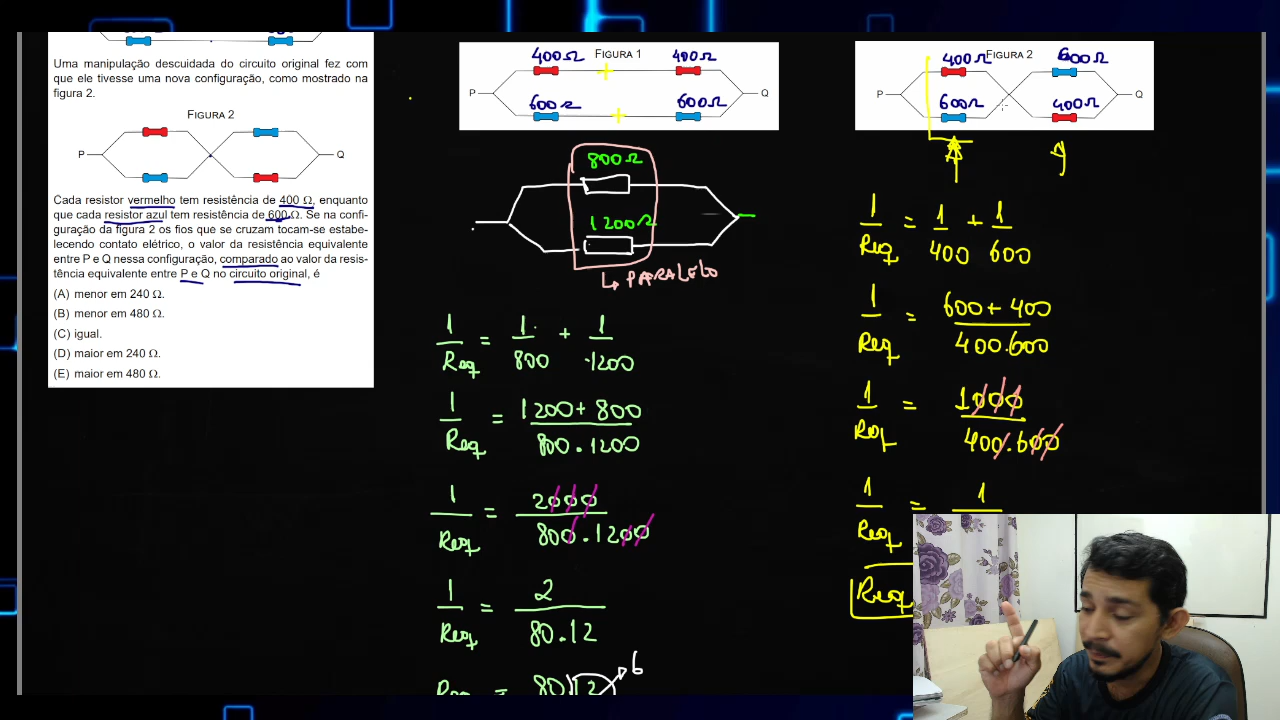 Uma manipulação descuidada do circuito original fez com
que ele tivesse uma nova configuração, como mostrado na
figura 2.
FIGURA 2
P
Q
Cada resistor vermelho tem resistência de 400 Ω, enquanto
que cada resistor azul tem resistência de 600 Ω. Se na confi-
guração da figura 2 os fios que se cruzam tocam-se estabe-
lecendo contato elétrico, o valor da resistência equivalente
entre P e Q nessa configuração, comparado ao valor da resis-
tência equivalente entre P e Q no circuito original, é
(A) menor em 240 Ω.
(B) menor em 480 Ω.
(C) igual.
(D) maior em 240 Ω.
(E) maior em 480 Ω.
400Ω FIGURA 1 400Ω
P
Q
600Ω 600Ω
800Ω
1200Ω
↳ PARALELO
1/Req = 1/800 + 1/1200
1/Req = 1200 + 800/800.1200
1/Req = 2000/800.1200
1/Req = 2/80.12
Req = 80.12 6
400Ω FIGURA 2 600Ω
P
Q
600Ω 400Ω
1/Req = 1/400 + 1/600
1/Req = 600 + 400/400.600
1/Req = 1000/400.600
1/Req = 1
Req